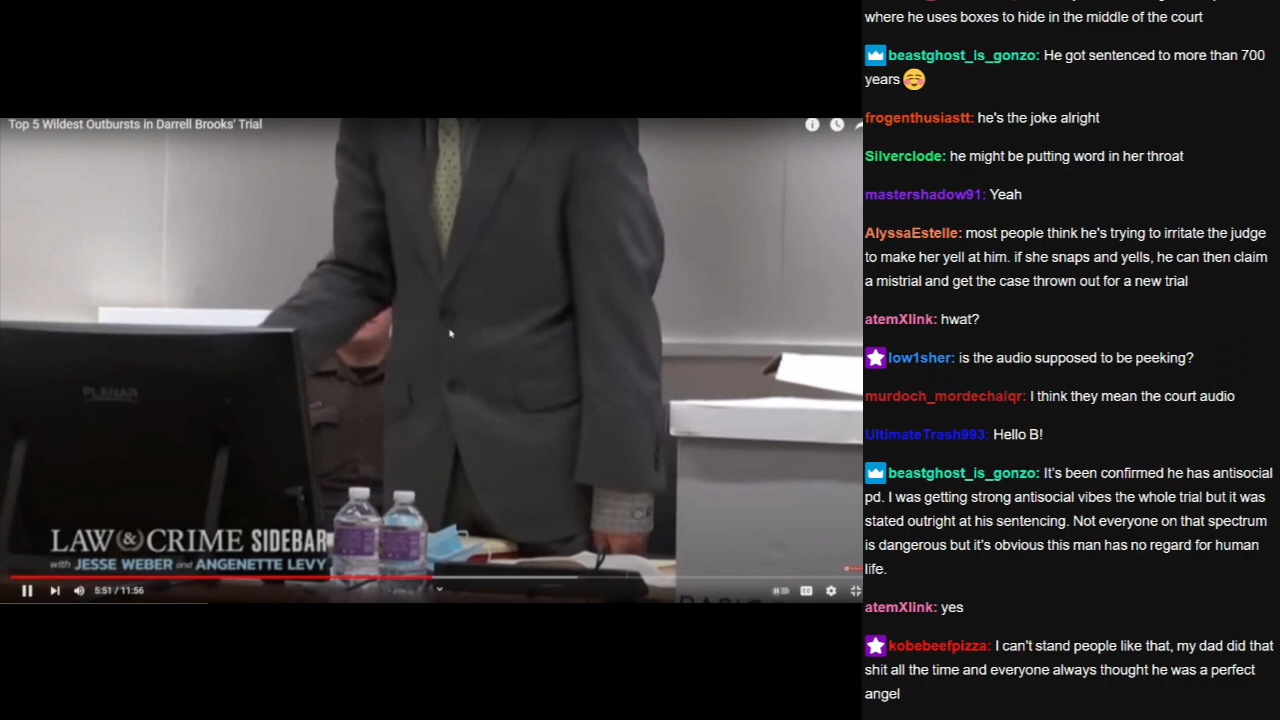 where he uses boxes to hide in the middle of the court
beastghost_is_gonzo: He got sentenced to more than 700
years
frogenthusiastt: he's the joke alright
Silverclode: he might be putting word in her throat
mastershadow91: Yeah
AlyssaEstelle: most people think he's trying to irritate the judge
to make her yell at him. if she snaps and yells, he can then claim
a mistrial and get the case thrown out for a new trial
atemXlink: hwat?
low1sher: is the audio supposed to be peeking?
murdoch_mordechaiqr: I think they mean the court audio
UltimateTrash993: Hello B!
beastghost_is_gonzo: It's been confirmed he has antisocial
pd. I was getting strong antisocial vibes the whole trial but it was
stated outright at his sentencing. Not everyone on that spectrum
is dangerous but it's obvious this man has no regard for human
life.
atemXlink: yes
kobebeefpizza: I can't stand people like that, my dad did that
shit all the time and everyone always thought he was a perfect
angel
Top 5 Wildest Outbursts in Darrell Brooks' Trial
PLANAR
LAW & CRIME SIDEBAR
with JESSE WEBER and ANGENETTE LEVY
5:51 / 11:56